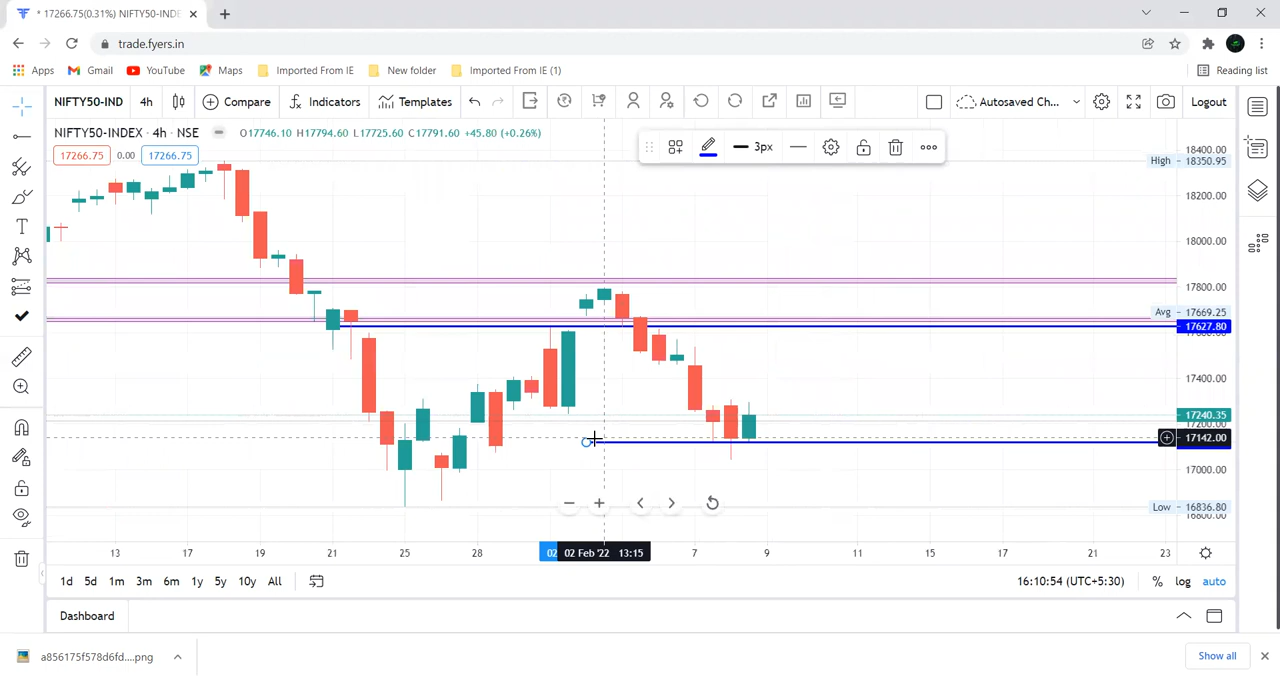 * 17266.75(0.31%) NIFTY50-INDE
trade.fyers.in
Apps Gmail YouTube Maps Imported From IE New folder Imported From IE (1) Reading list
NIFTY50-IND 4h Compare Indicators Templates Autosaved Ch... Logout
NIFTY50-INDEX · 4h · NSE O17746.10 H17794.60 L17725.60 C17791.60 +45.80 (+0.26%)
17266.75 0.00 17266.75
3px
18400.00
High 18350.95
18200.00
18000.00
17800.00
Avg 17669.25
17627.80
17400.00
17240.35
17200.00
17142.00
17000.00
Low 16836.80
13 17 19 21 25 28 02 02 Feb '22 13:15 7 9 11 15 17 21 23
1d 5d 1m 3m 6m 1y 5y 10y All 16:10:54 (UTC+5:30) % log auto
Dashboard
a856175f578d6fd....png Show all